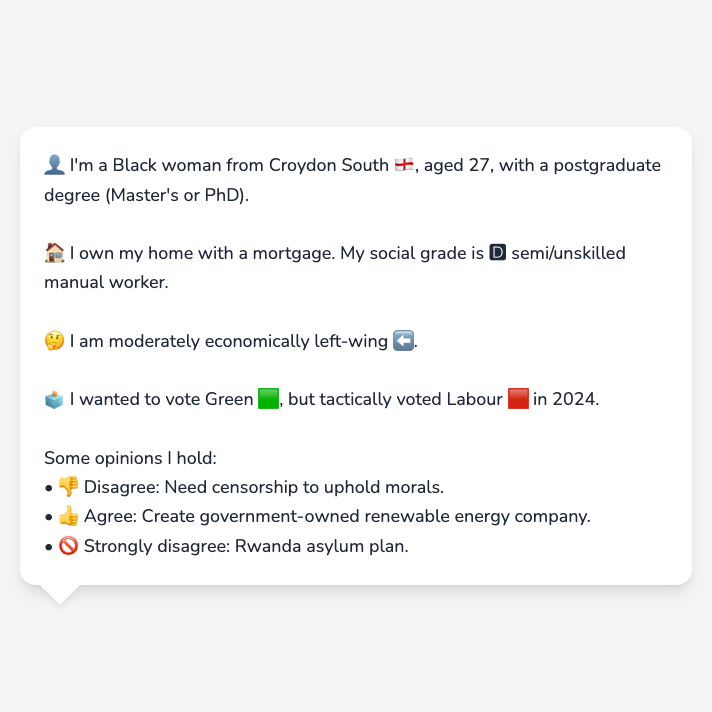 👤 I'm a Black woman from Croydon South 🏴󠁧󠁢󠁥󠁮󠁧󠁿, aged 27, with a postgraduate
degree (Master's or PhD).
🏠 I own my home with a mortgage. My social grade is 🅳 semi/unskilled
manual worker.
🤔 I am moderately economically left-wing ⬅️.
🗳️ I wanted to vote Green 🟩, but tactically voted Labour 🟥 in 2024.
Some opinions I hold:
• 👎 Disagree: Need censorship to uphold morals.
• 👍 Agree: Create government-owned renewable energy company.
• 🚫 Strongly disagree: Rwanda asylum plan.